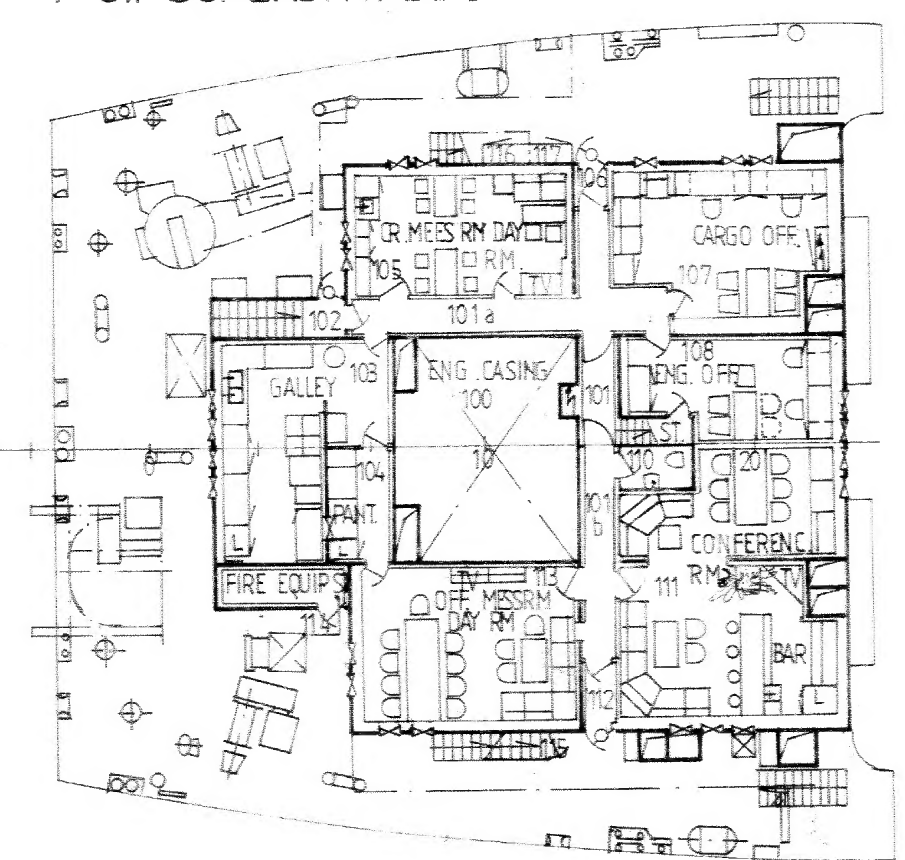 116 117
106
CR. MEES RM DAY
RM
CARGO OFF.
105
107
TV
102
101a
103
108
GALLEY
ENG. CASING
100
ENG. OFF.
101
ST.
104
10
110
20
PANT.
101
b
L
CONFERENC.
RM
TV
FIRE EQUIPS
TV
113
111
OFF. MESSRM
DAY RM
114
BAR
112
L
115